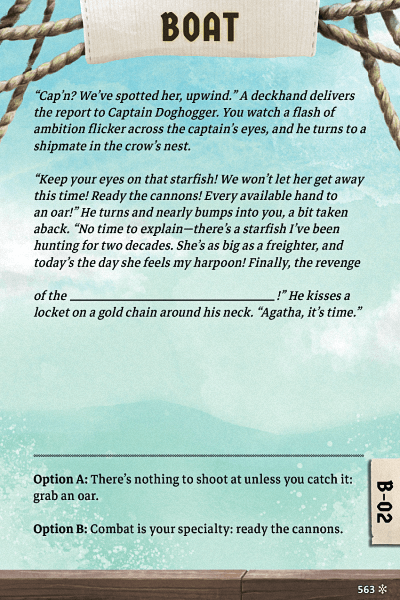 BOAT
“Cap’n? We’ve spotted her, upwind.” A deckhand delivers
the report to Captain Doghogger. You watch a flash of
ambition flicker across the captain’s eyes, and he turns to a
shipmate in the crow’s nest.
“Keep your eyes on that starfish! We won’t let her get away
this time! Ready the cannons! Every available hand to
an oar!” He turns and nearly bumps into you, a bit taken
aback. “No time to explain—there’s a starfish I’ve been
hunting for two decades. She’s as big as a freighter, and
today’s the day she feels my harpoon! Finally, the revenge
of the ______________________________!” He kisses a
locket on a gold chain around his neck. “Agatha, it’s time.”
Option A: There’s nothing to shoot at unless you catch it:
grab an oar.
Option B: Combat is your specialty: ready the cannons.
B-02
563